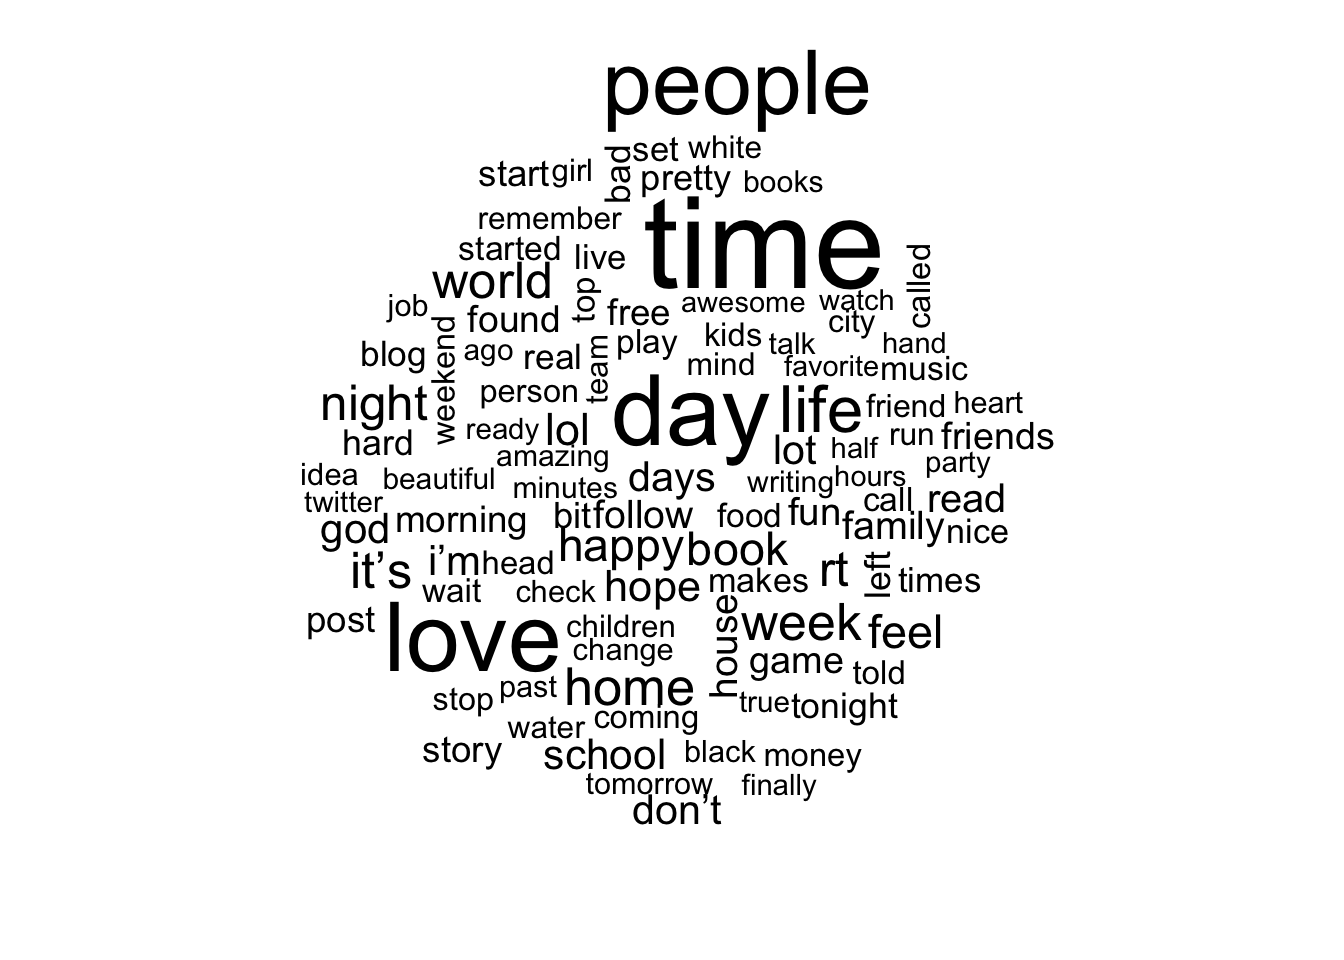 people
set white
start girl bad pretty books
remember time
started live called
world top
job found free awesome watch
city
weekend blog ago real team play kids talk hand
mind favorite music
night person day life friend heart
hard ready lol lot half run friends
amazing party
idea beautiful minutes days writing hours
twitter call read
god morning bit follow food fun family nice
it’s i’m head happy book rt left times
wait check hope makes
post love children house week feel
change game told
stop past home true tonight
water coming
story school black money
tomorrow finally
don’t